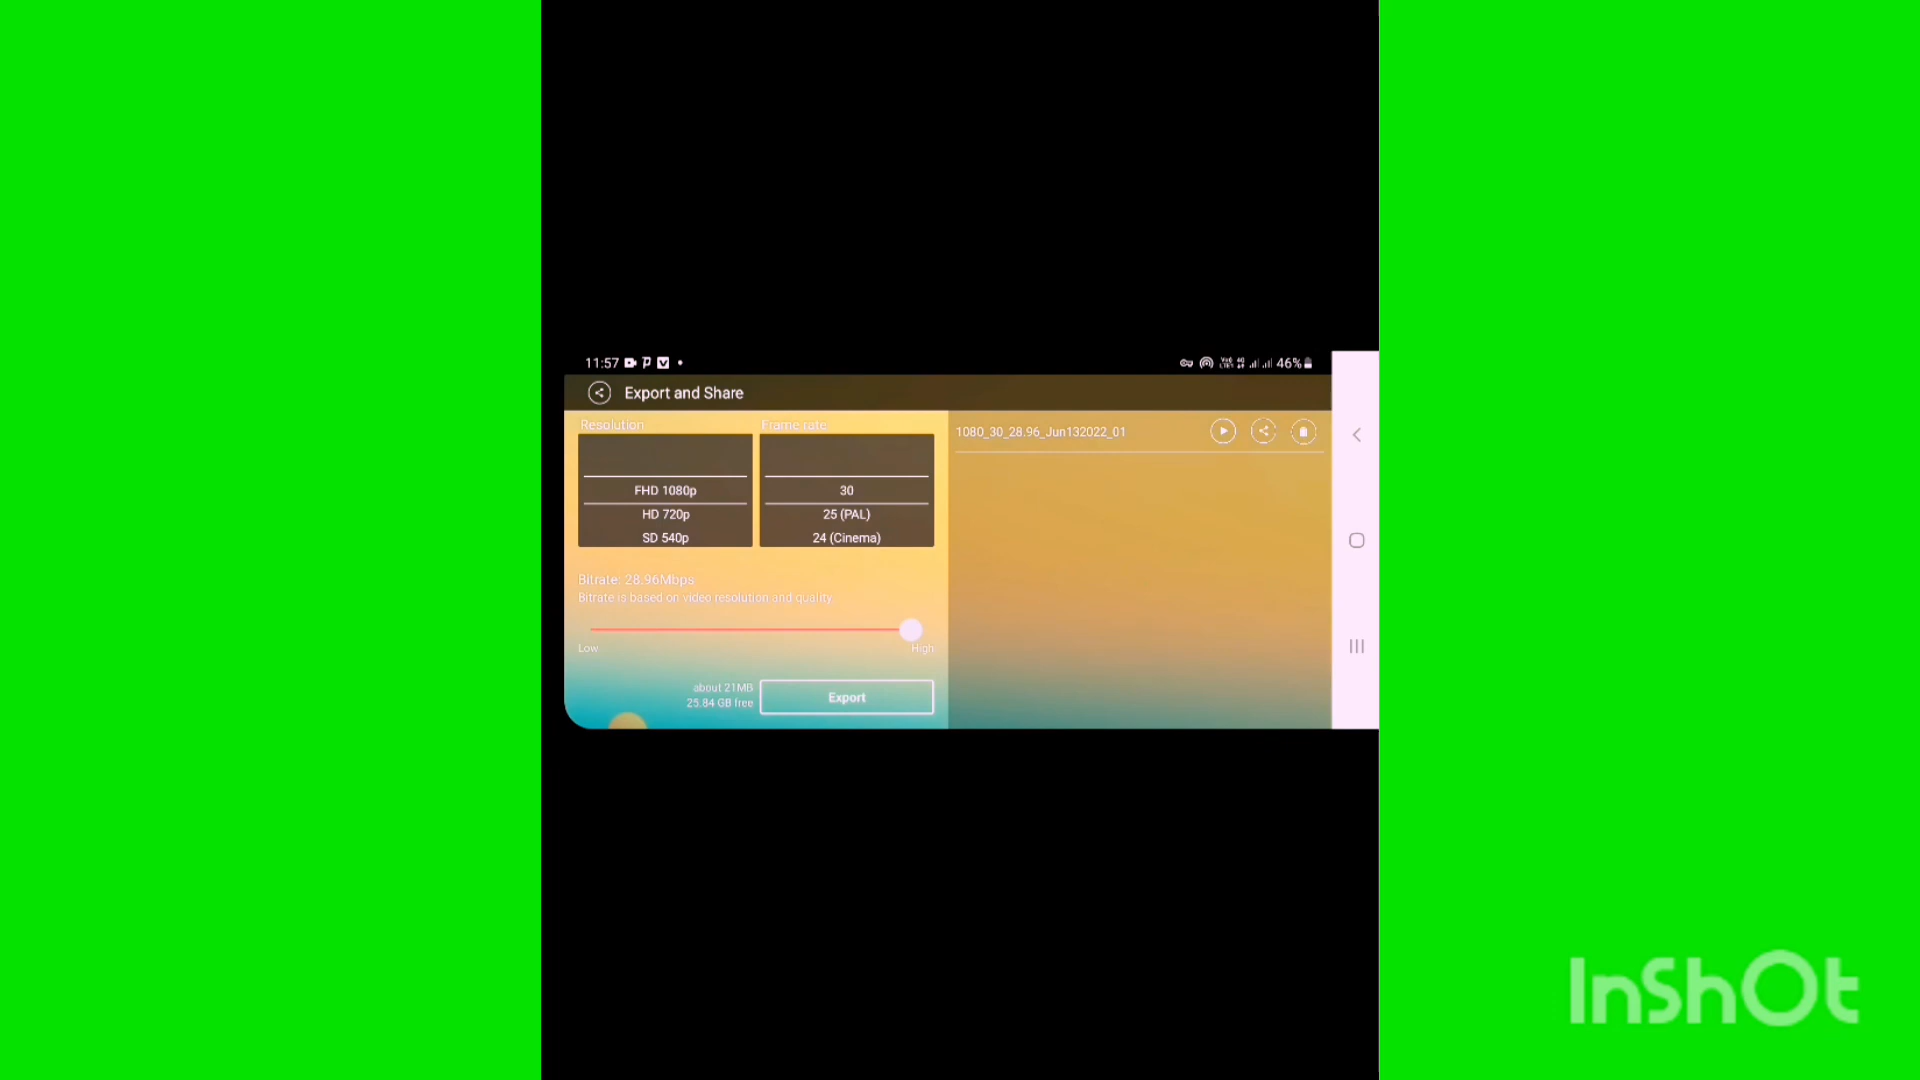 11:57
46%
Export and Share
Resolution
Frame rate
FHD 1080p
HD 720p
SD 540p
30
25 (PAL)
24 (Cinema)
1080_30_28.96_Jun132022_01
Bitrate: 28.96Mbps
Bitrate is based on video resolution and quality.
Low
High
about 21MB
25.84 GB free
Export
InShOt